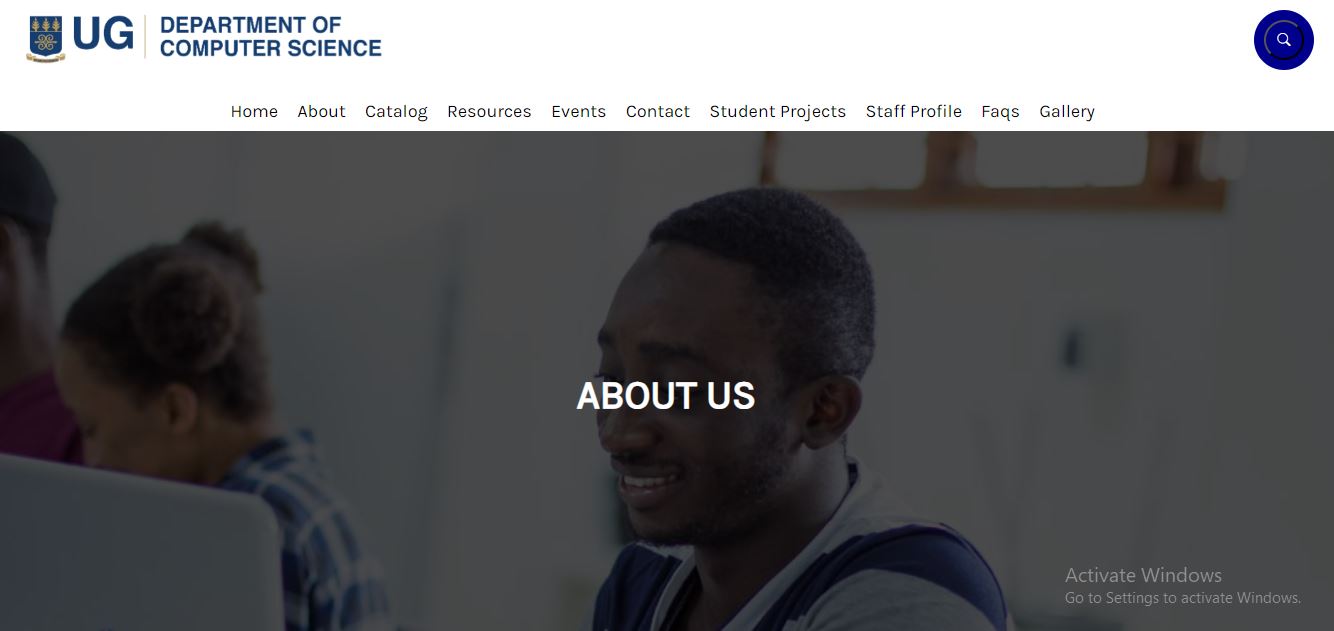 UG
DEPARTMENT OF
COMPUTER SCIENCE
Home About Catalog Resources Events Contact Student Projects Staff Profile Faqs Gallery
ABOUT US
Activate Windows
Go to Settings to activate Windows.